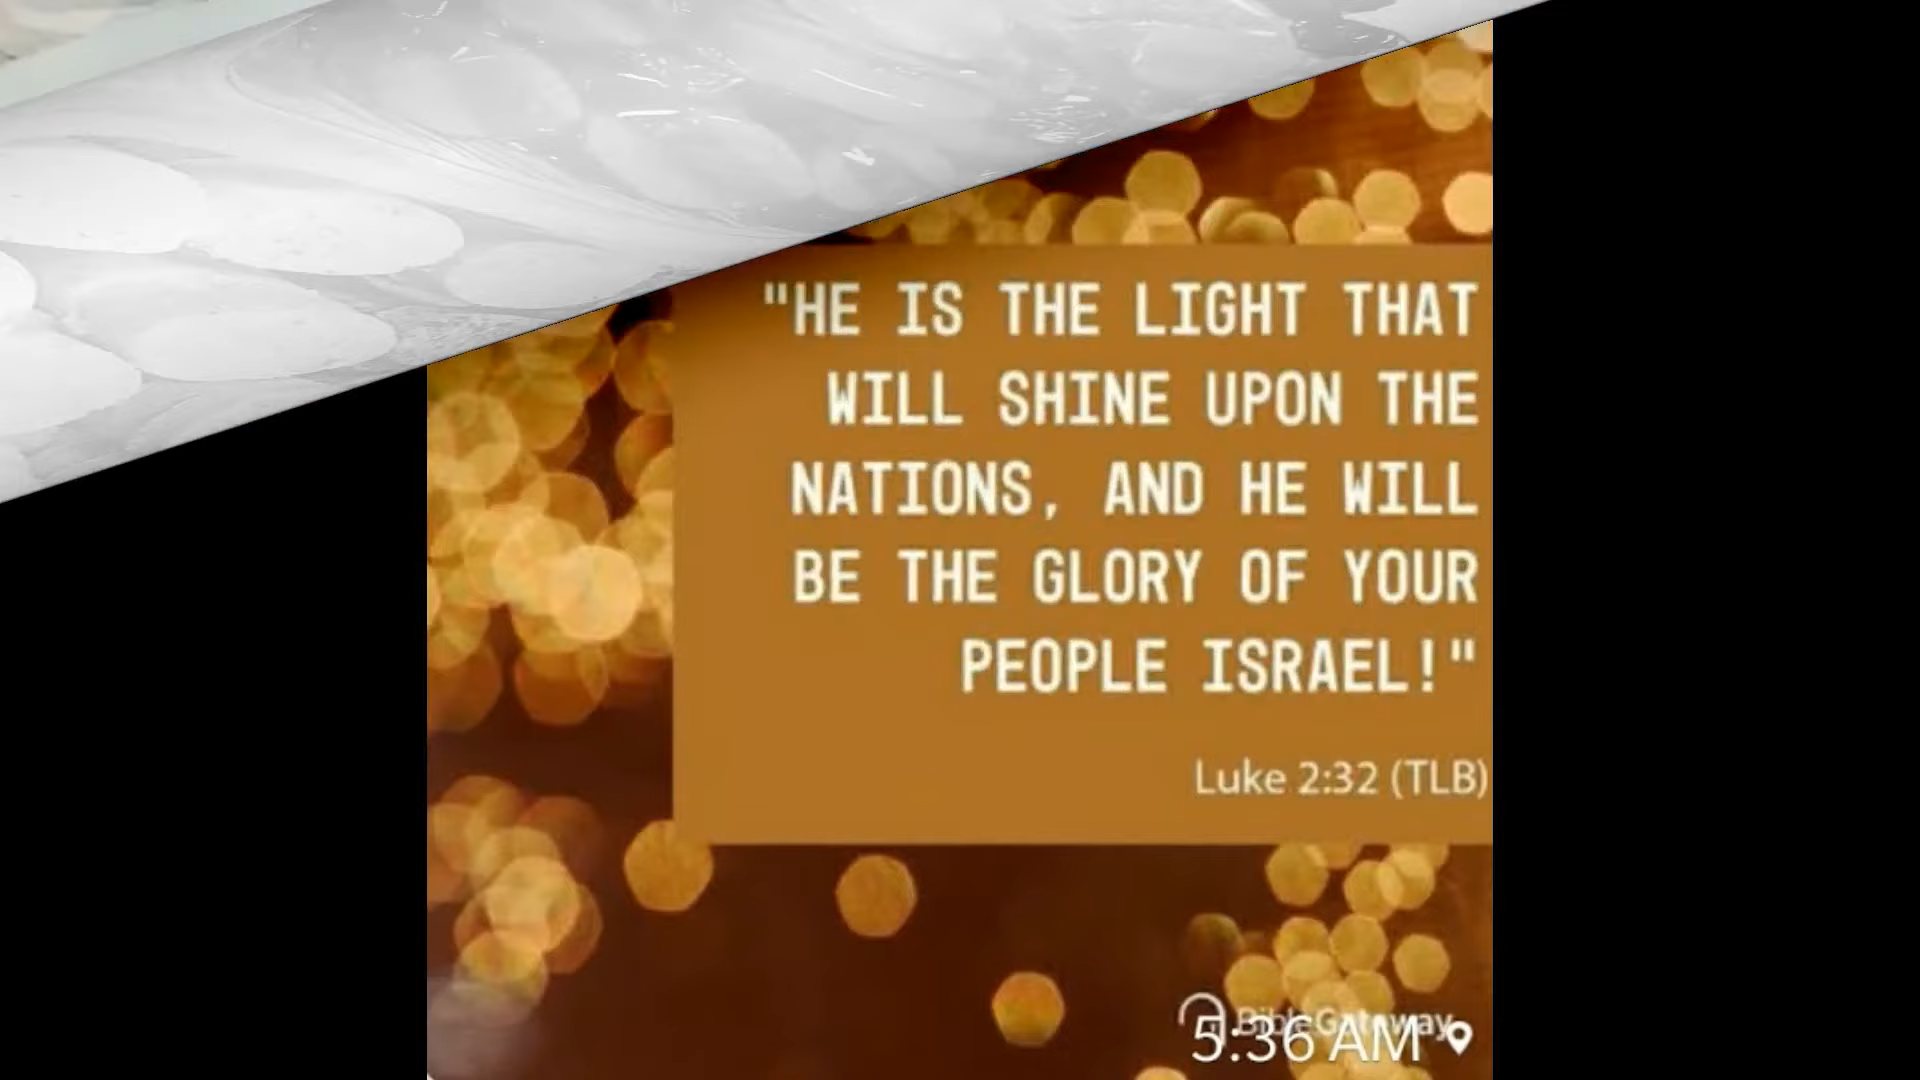 "HE IS THE LIGHT THAT
WILL SHINE UPON THE
NATIONS, AND HE WILL
BE THE GLORY OF YOUR
PEOPLE ISRAEL!"
Luke 2:32 (TLB)
BibleGateway
5:36 AM